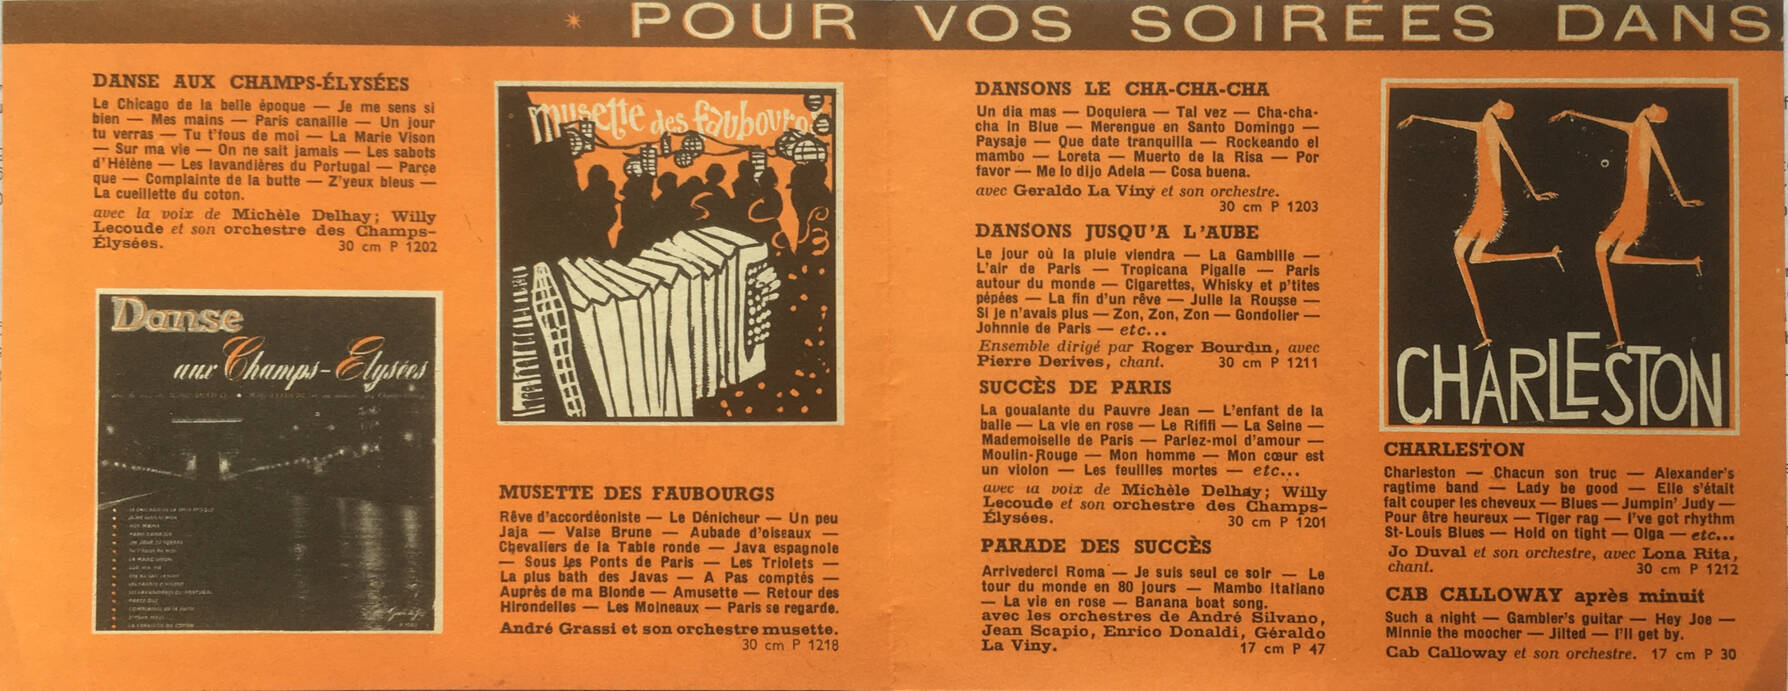 * POUR VOS SOIRÉES DANS
DANSE AUX CHAMPS-ÉLYSÉES
Le Chicago de la belle époque — Je me sens si
bien — Mes mains — Paris canaille — Un jour
tu verras — Tu t'fous de moi — La Marie Vison
— Sur ma vie — On ne sait jamais — Les sabots
d'Hélène — Les lavandières du Portugal — Parce
que — Complainte de la butte — Z'yeux bleus —
La cueillette du coton.
avec la voix de Michèle Delhay; Willy
Lecoude et son orchestre des Champs-
Élysées. 30 cm P 1202
Danse
aux Champs-Elysées
musette des faubourgs
MUSETTE DES FAUBOURGS
Rêve d'accordéoniste — Le Dénicheur — Un peu
Jaja — Valse Brune — Aubade d'oiseaux —
Chevaliers de la Table ronde — Java espagnole
— Sous les Ponts de Paris — Les Triolets —
La plus bath des Javas — A Pas comptés —
Auprès de ma Blonde — Amusette — Retour des
Hirondelles — Les Moineaux — Paris se regarde.
André Grassi et son orchestre musette.
30 cm P 1218
DANSONS LE CHA-CHA-CHA
Un dia mas — Doquiera — Tal vez — Cha-cha-
cha in Blue — Merengue en Santo Domingo —
Paysaje — Que date tranquilla — Rockeando el
mambo — Loreta — Muerto de la Risa — Por
favor — Me lo dijo Adela — Cosa buena.
avec Geraldo La Viny et son orchestre.
30 cm P 1203
DANSONS JUSQU'A L'AUBE
Le jour où la pluie viendra — La Gambille —
L'air de Paris — Tropicana Pigalle — Paris
autour du monde — Cigarettes, Whisky et p'tites
pépées — La fin d'un rêve — Julie la Rousse —
Si je n'avais plus — Zon, Zon, Zon — Gondolier —
Johnnie de Paris — etc...
Ensemble dirigé par Roger Bourdin, avec
Pierre Derives, chant. 30 cm P 1211
SUCCÈS DE PARIS
La goualante du Pauvre Jean — L'enfant de la
balle — La vie en rose — Le Rififi — La Seine —
Mademoiselle de Paris — Parlez-moi d'amour —
Moulin-Rouge — Mon homme — Mon cœur est
un violon — Les feuilles mortes — etc...
avec la voix de Michèle Delhay; Willy
Lecoude et son orchestre des Champs-
Élysées. 30 cm P 1201
PARADE DES SUCCÈS
Arrivederci Roma — Je suis seul ce soir — Le
tour du monde en 80 jours — Mambo Italiano
— La vie en rose — Banana boat song.
avec les orchestres de André Silvano,
Jean Scapio, Enrico Donaldi, Géraldo
La Viny. 17 cm P 47
CHARLESTON
CHARLESTON
Charleston — Chacun son truc — Alexander's
ragtime band — Lady be good — Elle s'était
fait couper les cheveux — Blues — Jumpin' Judy —
Pour être heureux — Tiger rag — I've got rhythm
St-Louis Blues — Hold on tight — Olga — etc...
Jo Duval et son orchestre, avec Lona Rita,
chant. 30 cm P 1212
CAB CALLOWAY après minuit
Such a night — Gambler's guitar — Hey Joe —
Minnie the moocher — Jilted — I'll get by.
Cab Calloway et son orchestre. 17 cm P 30